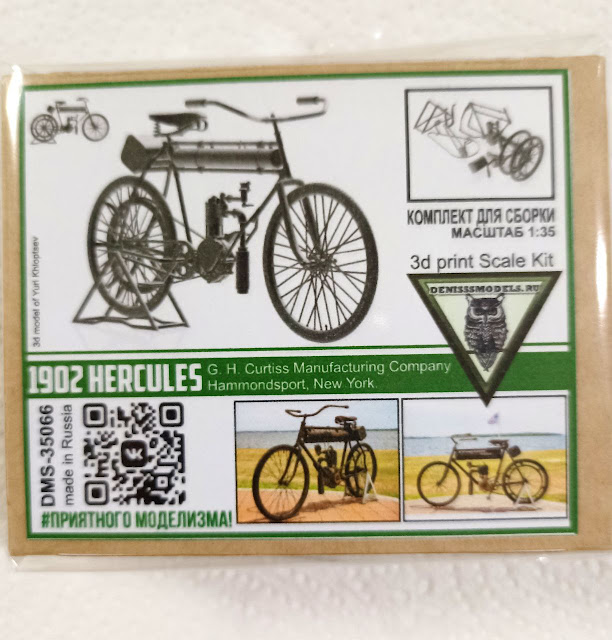 КОМПЛЕКТ ДЛЯ СБОРКИ
МАСШТАБ 1:35
3d print Scale Kit
DENISSSMODELS.RU
3d model of Yuri Khloptsev
1902 HERCULES
G. H. Curtiss Manufacturing Company
Hammondsport, New York.
DMS-35066
made in Russia
#ПРИЯТНОГО МОДЕЛИЗМА!